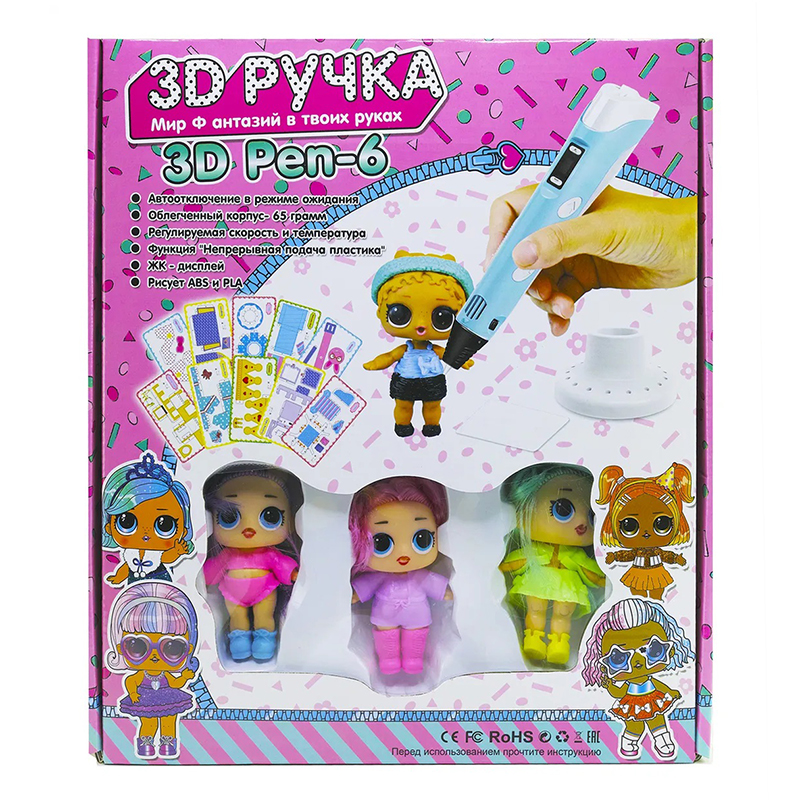 3D РУЧКА
Мир Ф антазий в твоих руках
3D Pen-6
Автоотключение в режиме ожидания
Облегченный корпус- 65 грамм
Регулируемая скорость и температура
Функция "Непрерывная подача пластика"
ЖК - дисплей
Рисует ABS и PLA
CE FC RoHS EAC
Перед использованием прочтите инструкцию